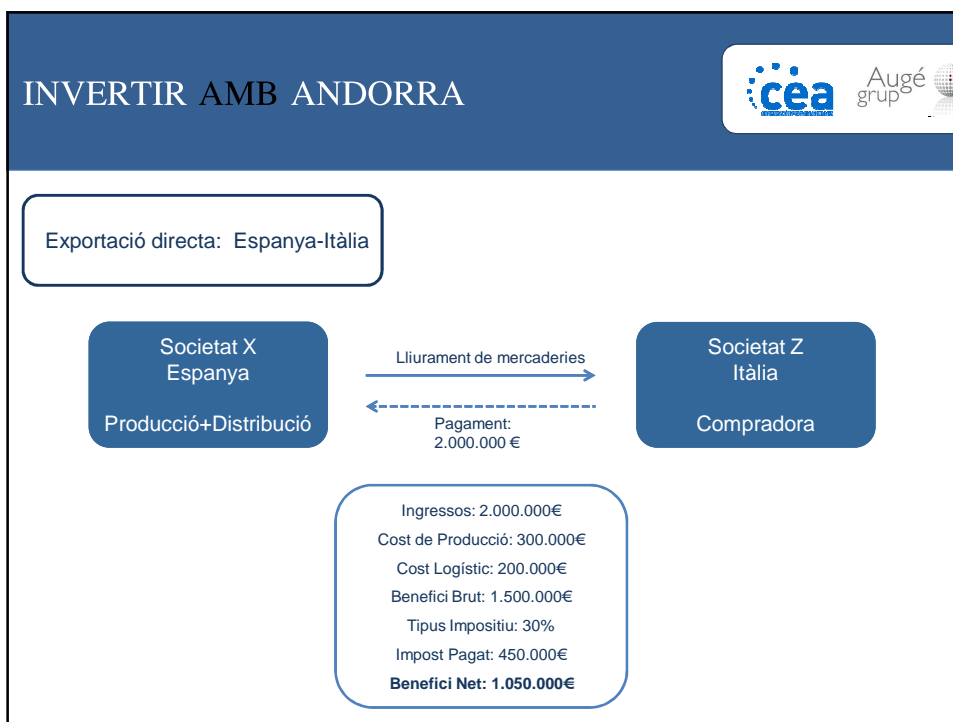 INVERTIR AMB ANDORRA
cea
Augé
grup
Exportació directa: Espanya-Itàlia
Societat X
Espanya
Producció+Distribució
Lliurament de mercaderies
Pagament:
2.000.000 €
Societat Z
Itàlia
Compradora
Ingressos: 2.000.000€
Cost de Producció: 300.000€
Cost Logístic: 200.000€
Benefici Brut: 1.500.000€
Tipus Impositiu: 30%
Impost Pagat: 450.000€
Benefici Net: 1.050.000€